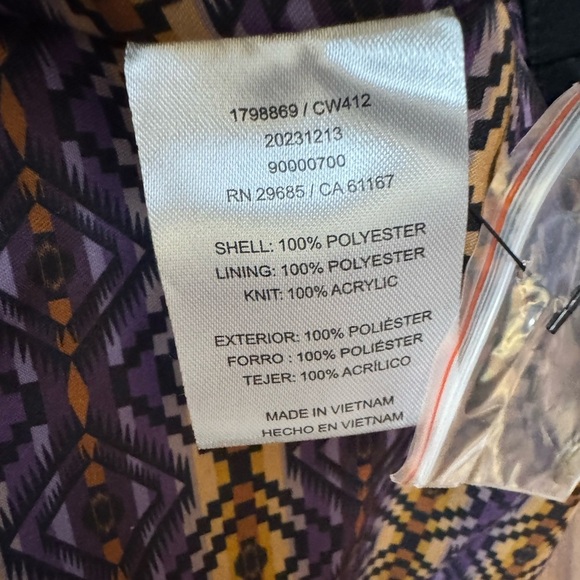 1798869 / CW412
20231213
90000700
RN 29685 / CA 61167
SHELL: 100% POLYESTER
LINING: 100% POLYESTER
KNIT: 100% ACRYLIC
EXTERIOR: 100% POLIÉSTER
FORRO : 100% POLIÉSTER
TEJER: 100% ACRÍLICO
MADE IN VIETNAM
HECHO EN VIETNAM